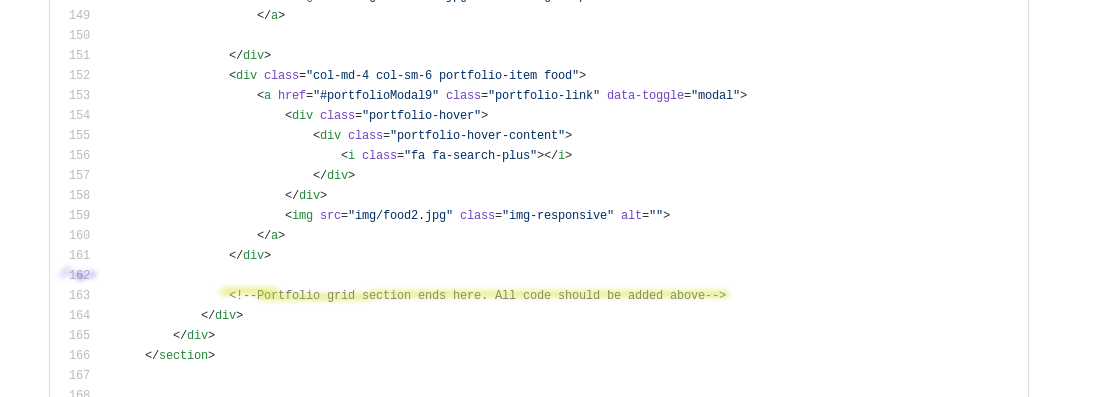 149 </a>
150
151 </div>
152 <div class="col-md-4 col-sm-6 portfolio-item food">
153 <a href="#portfolioModal9" class="portfolio-link" data-toggle="modal">
154 <div class="portfolio-hover">
155 <div class="portfolio-hover-content">
156 <i class="fa fa-search-plus"></i>
157 </div>
158 </div>
159 <img src="img/food2.jpg" class="img-responsive" alt="">
160 </a>
161 </div>
162
163 <!--Portfolio grid section ends here. All code should be added above-->
164 </div>
165 </div>
166 </section>
167
168